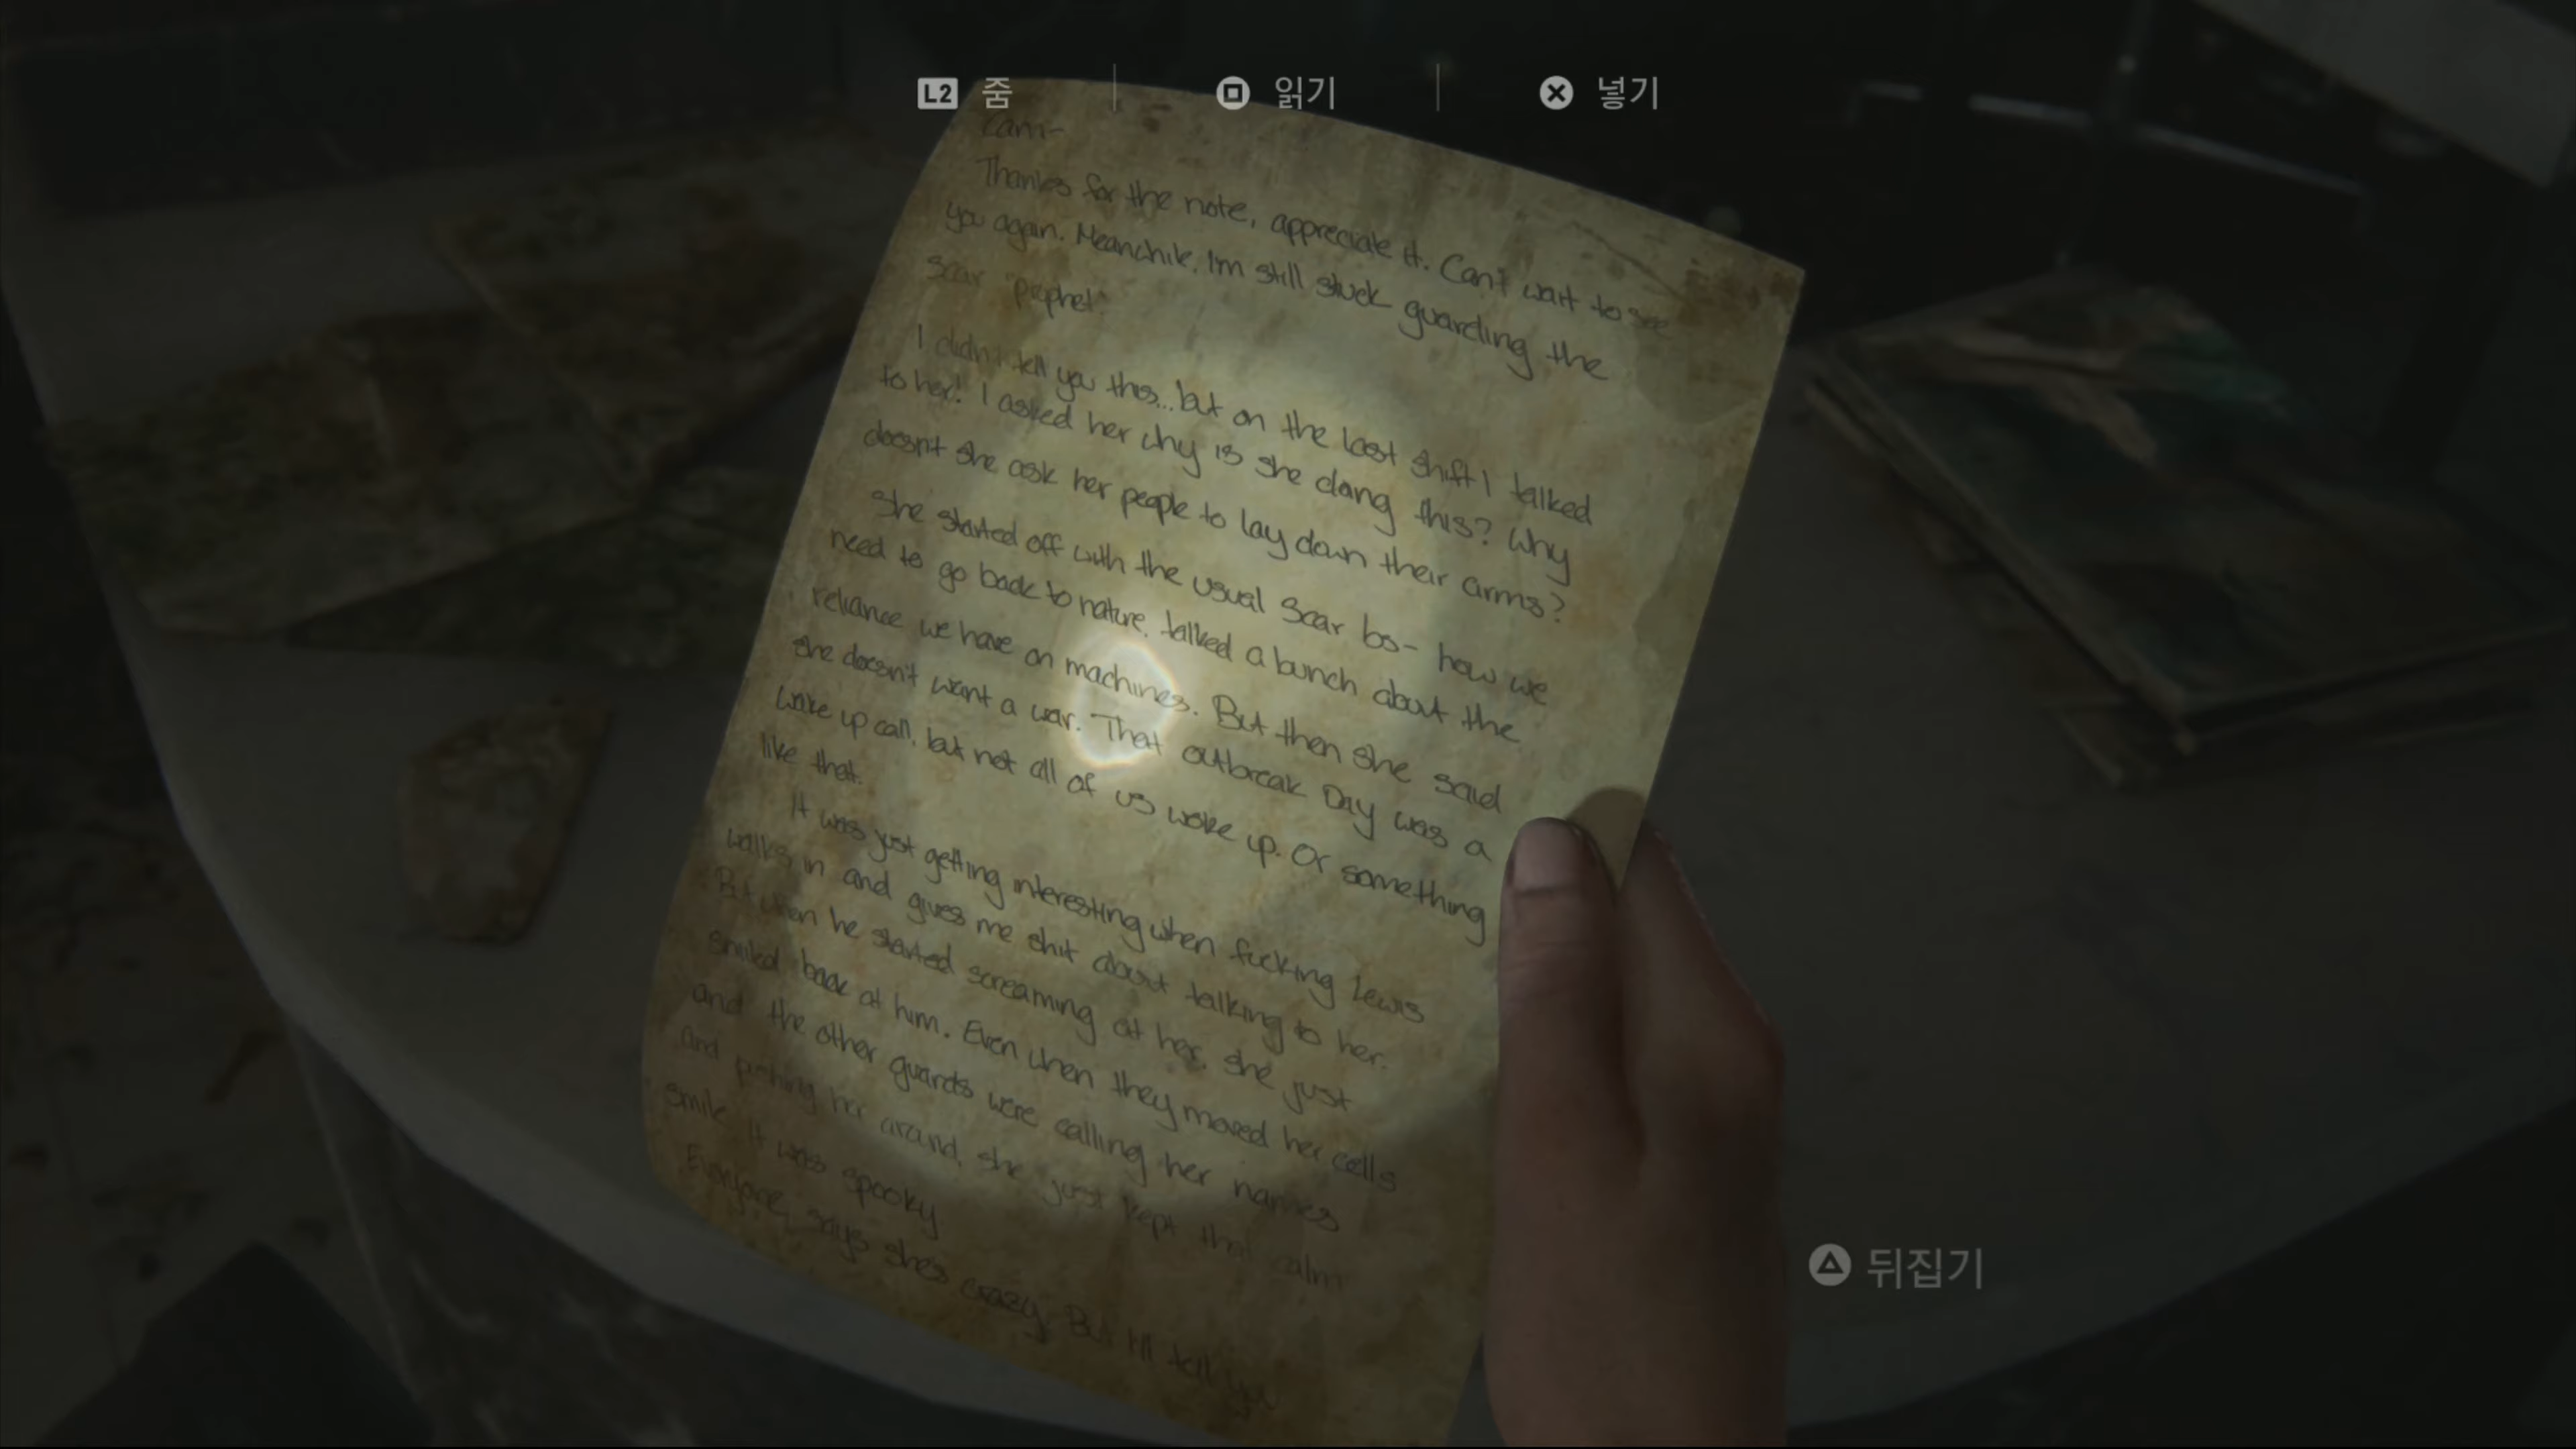 L2 줌
읽기
넣기
Cam-
Thanks for the note, appreciate it. Can't wait to see
you again. Meanwhile, I'm still stuck guarding the
Scar "prophet."
I didn't tell you this... but on the last shift I talked
to her! I asked her why is she doing this? Why
doesn't she ask her people to lay down their arms?
She started off with the usual Scar bs- how we
need to go back to nature, talked a bunch about the
reliance we have on machines. But then she said
she doesn't want a war. That outbreak Day was a
wake up call, but not all of us woke up. Or something
like that.
It was just getting interesting when fucking Lewis
walks in and gives me shit about talking to her.
But when he started screaming at her, she just
smiled back at him. Even when they moved her cells
and the other guards were calling her names
and pushing her around, she just kept that calm
smile. It was spooky
Everyone says she's crazy. But I'll tell you
뒤집기